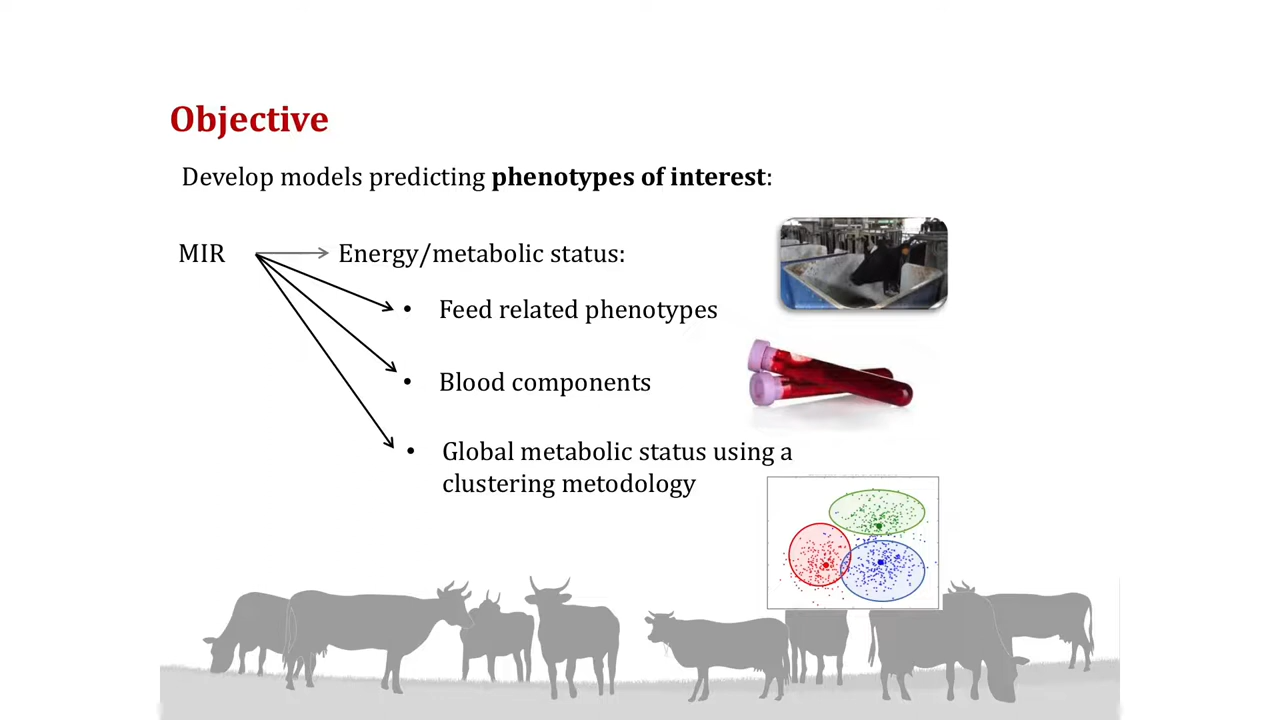 Objective
Develop models predicting phenotypes of interest:
MIR Energy/metabolic status:
• Feed related phenotypes
• Blood components
• Global metabolic status using a
clustering metodology